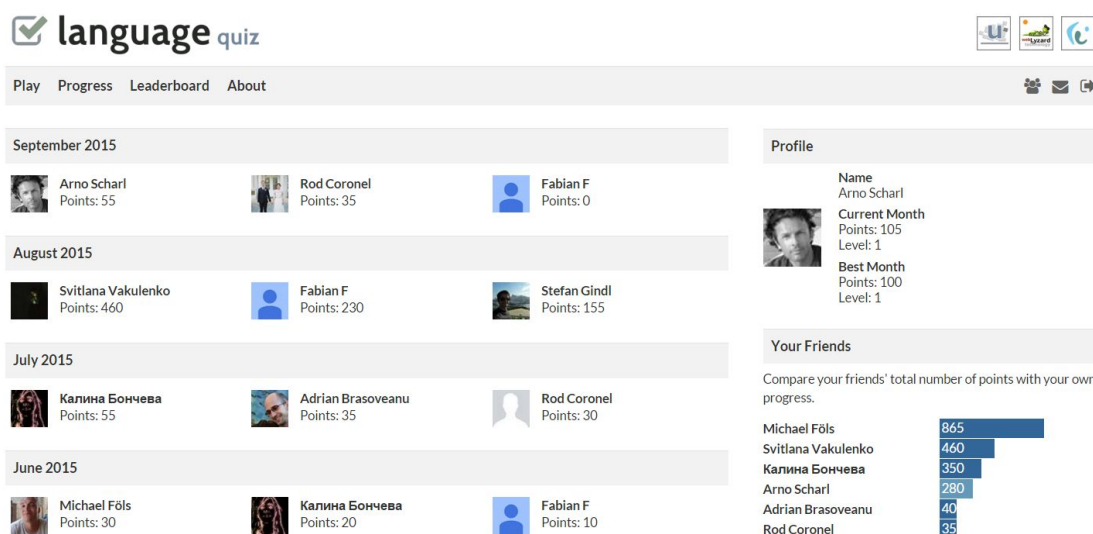 language quiz
Play Progress Leaderboard About
September 2015
Arno Scharl
Points: 55
Rod Coronel
Points: 35
Fabian F
Points: 0
August 2015
Svitlana Vakulenko
Points: 460
Fabian F
Points: 230
Stefan Gindl
Points: 155
July 2015
Калина Бончева
Points: 55
Adrian Brasoveanu
Points: 35
Rod Coronel
Points: 30
June 2015
Michael Föls
Points: 30
Калина Бончева
Points: 20
Fabian F
Points: 10
Profile
Name
Arno Scharl
Current Month
Points: 105
Level: 1
Best Month
Points: 100
Level: 1
Your Friends
Compare your friends' total number of points with your own
progress.
Michael Föls 865
Svitlana Vakulenko 460
Калина Бончева 350
Arno Scharl 280
Adrian Brasoveanu 40
Rod Coronel 35